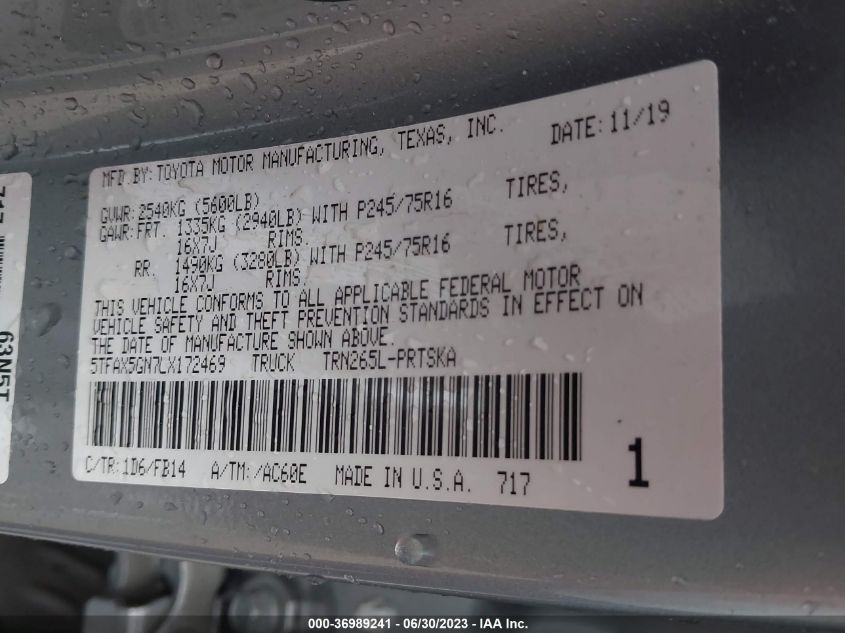 MFD.BY:TOYOTA MOTOR MANUFACTURING, TEXAS, INC. DATE:11/19
GVWR:2540KG (5600LB)
GAWR:FRT. 1335KG (2940LB) WITH P245/75R16 TIRES,
16X7J RIMS.
RR. 1490KG (3280LB) WITH P245/75R16 TIRES,
16X7J RIMS.
THIS VEHICLE CONFORMS TO ALL APPLICABLE FEDERAL MOTOR
VEHICLE SAFETY AND THEFT PREVENTION STANDARDS IN EFFECT ON
THE DATE OF MANUFACTURE SHOWN ABOVE.
5TFAX5GN7LX172469 TRUCK TRN265L-PRTSKA
C/TR:1D6/FB14 A/TM:/AC60E MADE IN U.S.A. 717 1
717
63N5T
000-36989241 - 06/30/2023 - IAA Inc.